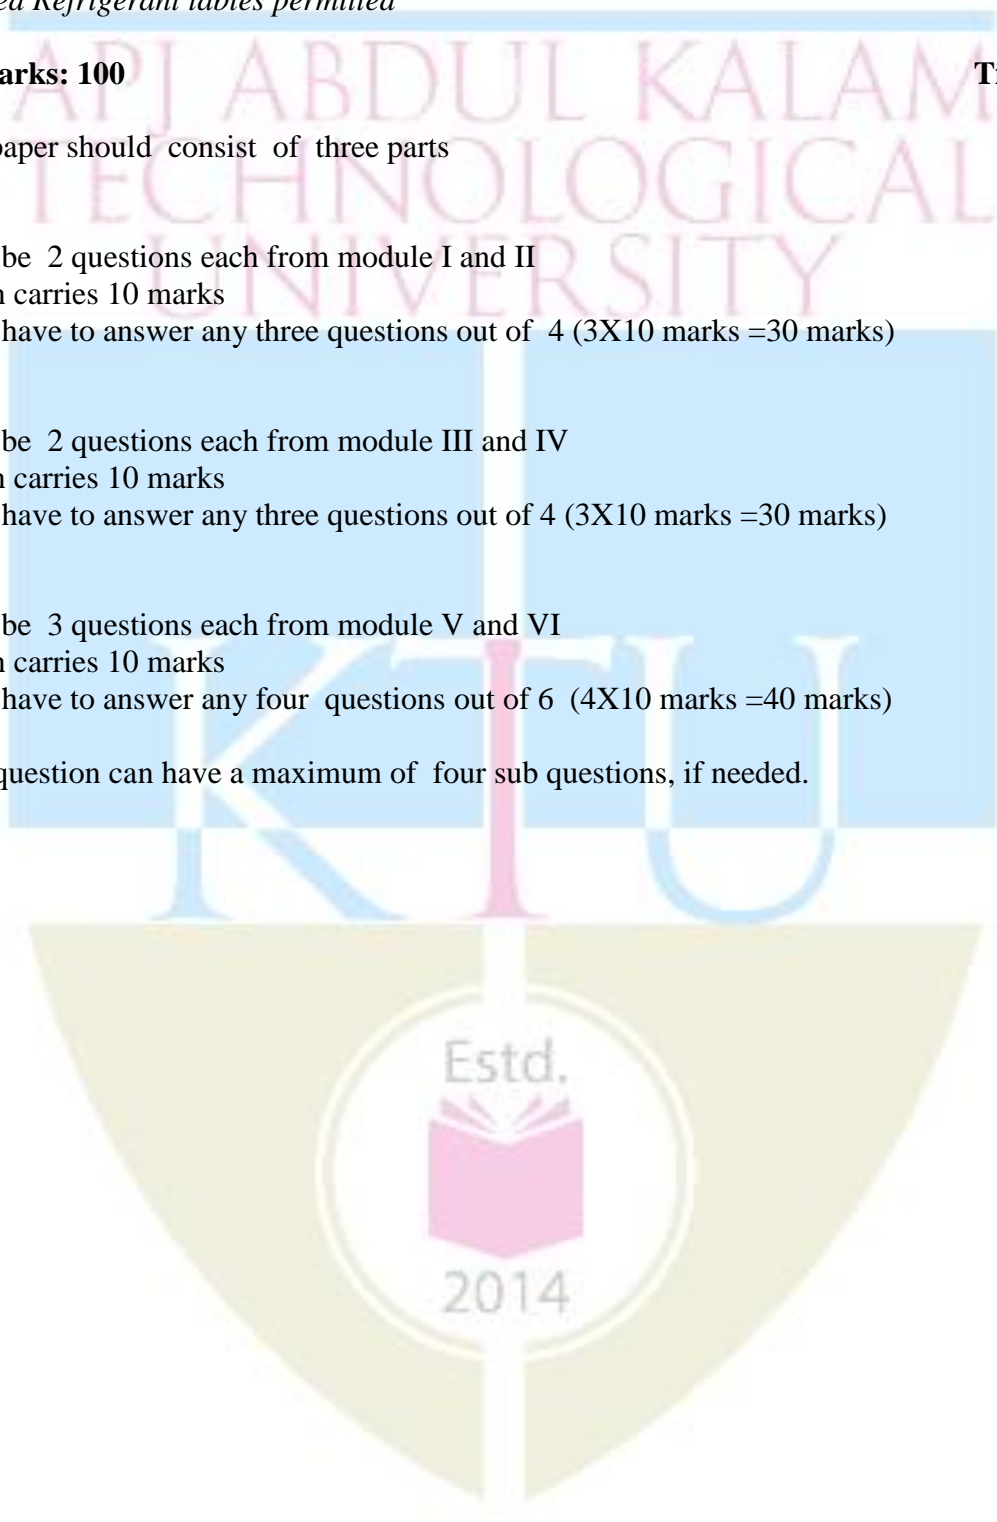 ed Refrigerant tables permitted
APJ ABDUL KALAM
arks: 100
TECHNOLOGICAL
paper should consist of three parts
UNIVERSITY
be 2 questions each from module I and II
carries 10 marks
have to answer any three questions out of 4 (3X10 marks =30 marks)
be 2 questions each from module III and IV
carries 10 marks
have to answer any three questions out of 4 (3X10 marks =30 marks)
be 3 questions each from module V and VI
carries 10 marks
have to answer any four questions out of 6 (4X10 marks =40 marks)
question can have a maximum of four sub questions, if needed.
KTU
Estd.
2014